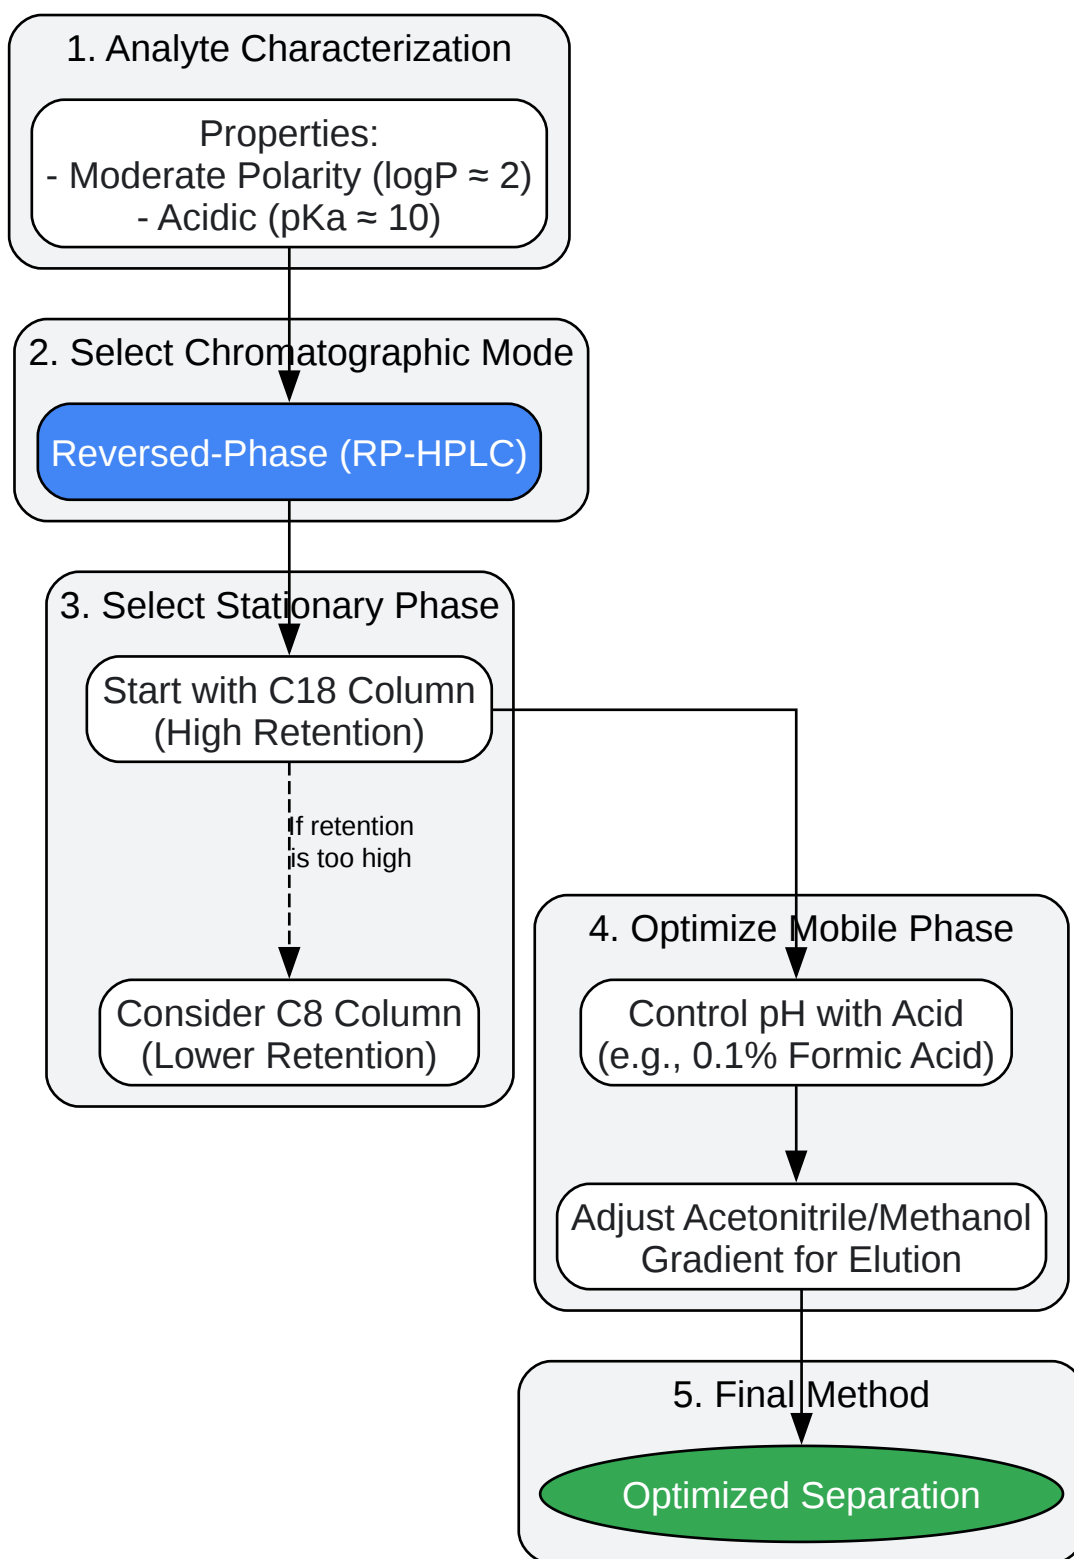 1. Analyte Characterization
Properties:
- Moderate Polarity (logP ≈ 2)
- Acidic (pKa ≈ 10)
2. Select Chromatographic Mode
Reversed-Phase (RP-HPLC)
3. Select Stationary Phase
Start with C18 Column
(High Retention)
If retention
is too high
Consider C8 Column
(Lower Retention)
4. Optimize Mobile Phase
Control pH with Acid
(e.g., 0.1% Formic Acid)
Adjust Acetonitrile/Methanol
Gradient for Elution
5. Final Method
Optimized Separation